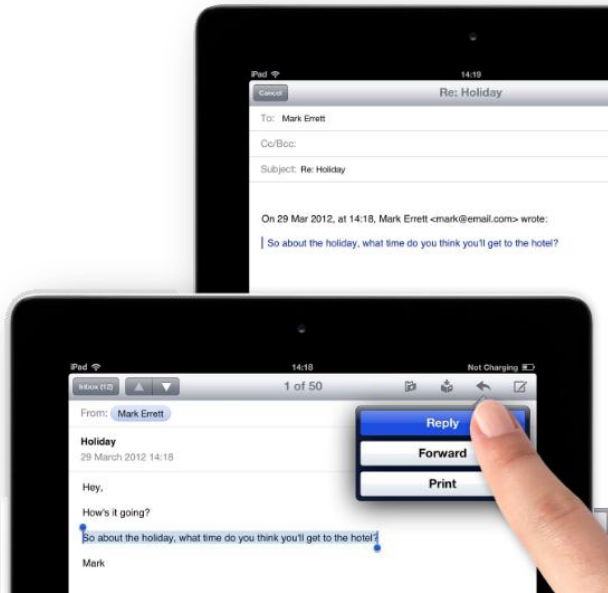 iPad 14:19
Cancel Re: Holiday
To: Mark Errett
Cc/Bcc:
Subject: Re: Holiday
On 29 Mar 2012, at 14:18, Mark Errett <mark@email.com> wrote:
So about the holiday, what time do you think you'll get to the hotel?
iPad 14:18 Not Charging
Inbox (12) 1 of 50
From: Mark Errett
Reply
Holiday
29 March 2012 14:18
Forward
Print
Hey,
How's it going?
So about the holiday, what time do you think you'll get to the hotel?
Mark